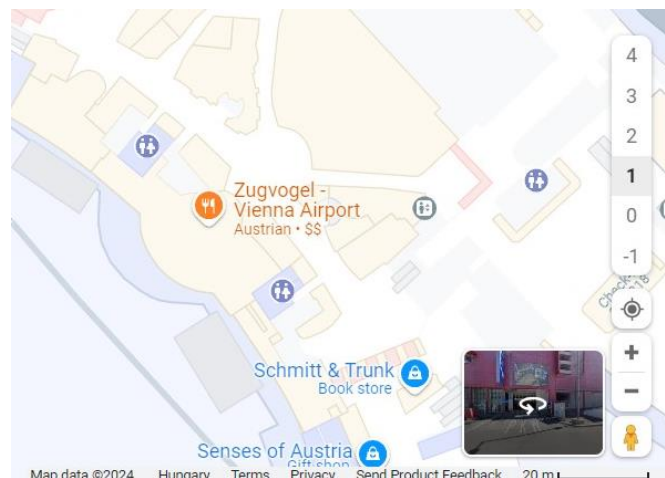 4
3
2
1
0
-1
Zugvogel -
Vienna Airport
Austrian • $$
Schmitt & Trunk
Book store
Senses of Austria
Gift shop
+
−
Map data ©2024 Hungary Terms Privacy Send Product Feedback 20 m